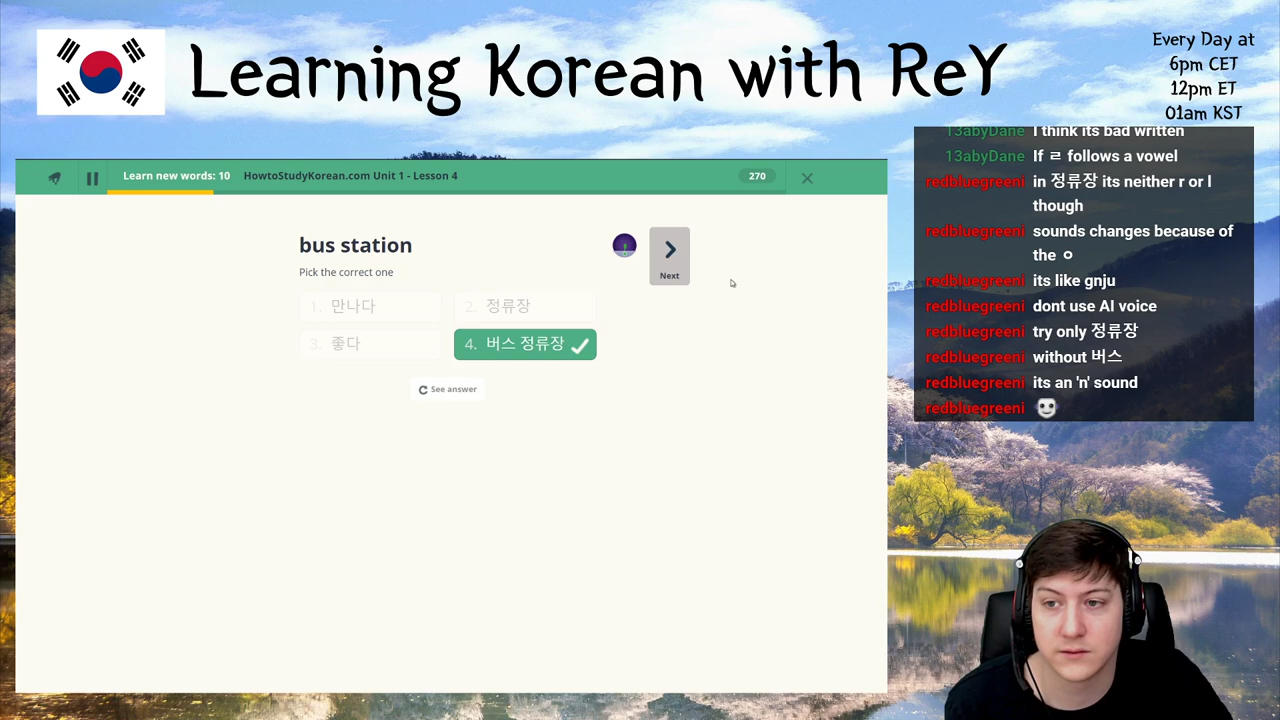 Learning Korean with ReY
Every Day at
6pm CET
12pm ET
01am KST
13abyDane I think its bad written
13abyDane If ㄹ follows a vowel
redbluegreeni in 정류장 its neither r or l
though
redbluegreeni sounds changes because of
the ㅇ
redbluegreeni its like gnju
redbluegreeni dont use AI voice
redbluegreeni try only 정류장
redbluegreeni without 버스
redbluegreeni its an 'n' sound
redbluegreeni
Learn new words: 10 HowtoStudyKorean.com Unit 1 - Lesson 4 270
bus station
Pick the correct one
Next
1. 만나다 2. 정류장
3. 좋다 4. 버스 정류장
See answer